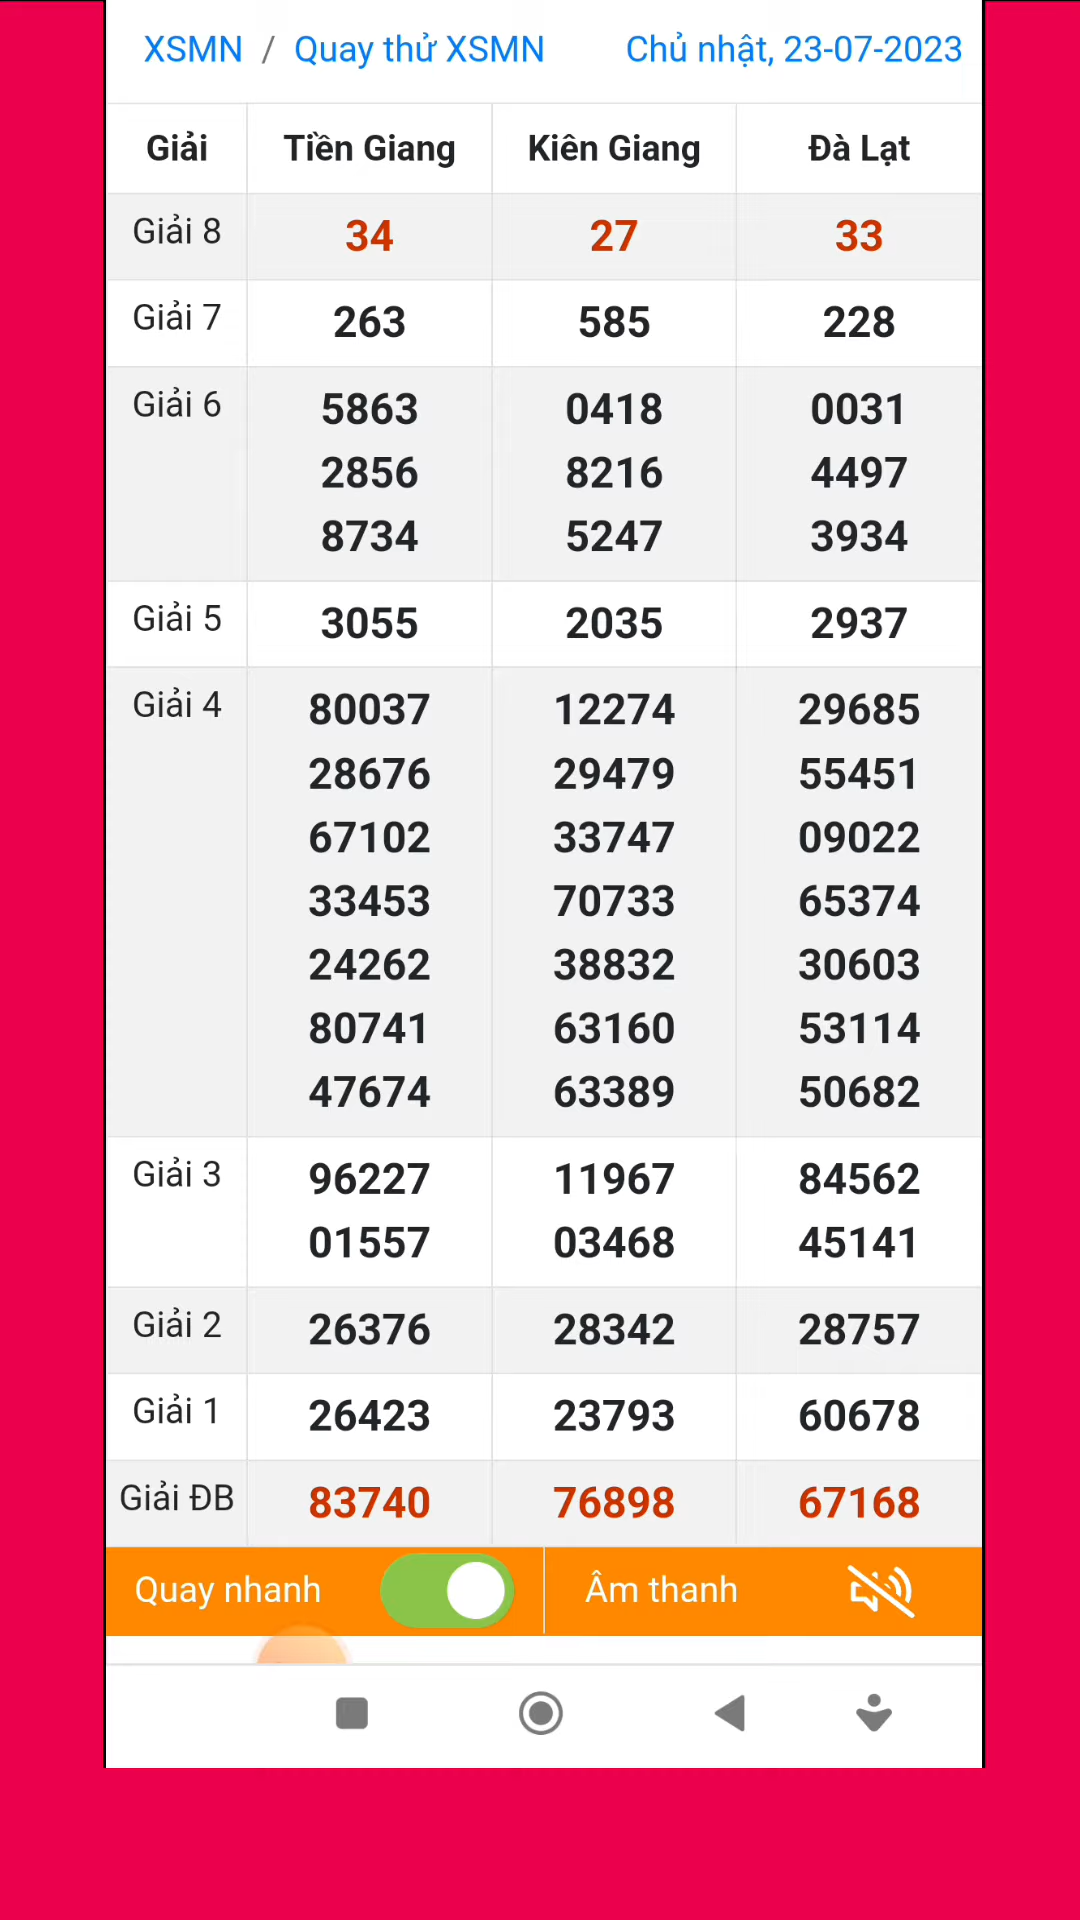 XSMN / Quay thử XSMN Chủ nhật, 23-07-2023
Giải Tiền Giang Kiên Giang Đà Lạt
Giải 8 34 27 33
Giải 7 263 585 228
Giải 6 5863 0418 0031
2856 8216 4497
8734 5247 3934
Giải 5 3055 2035 2937
Giải 4 80037 12274 29685
28676 29479 55451
67102 33747 09022
33453 70733 65374
24262 38832 30603
80741 63160 53114
47674 63389 50682
Giải 3 96227 11967 84562
01557 03468 45141
Giải 2 26376 28342 28757
Giải 1 26423 23793 60678
Giải ĐB 83740 76898 67168
Quay nhanh Âm thanh